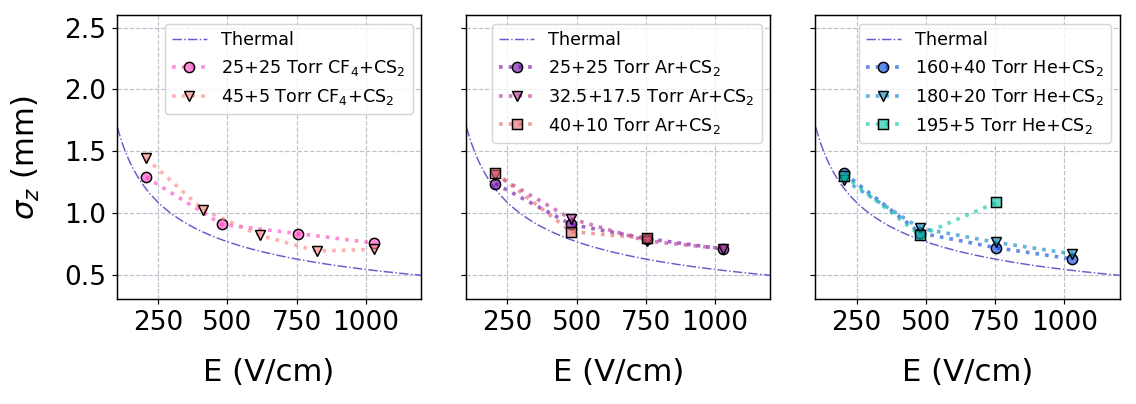 σz (mm)
2.5
2.0
1.5
1.0
0.5
Thermal
25+25 Torr CF4+CS2
45+5 Torr CF4+CS2
250 500 750 1000
E (V/cm)
Thermal
25+25 Torr Ar+CS2
32.5+17.5 Torr Ar+CS2
40+10 Torr Ar+CS2
250 500 750 1000
E (V/cm)
Thermal
160+40 Torr He+CS2
180+20 Torr He+CS2
195+5 Torr He+CS2
250 500 750 1000
E (V/cm)